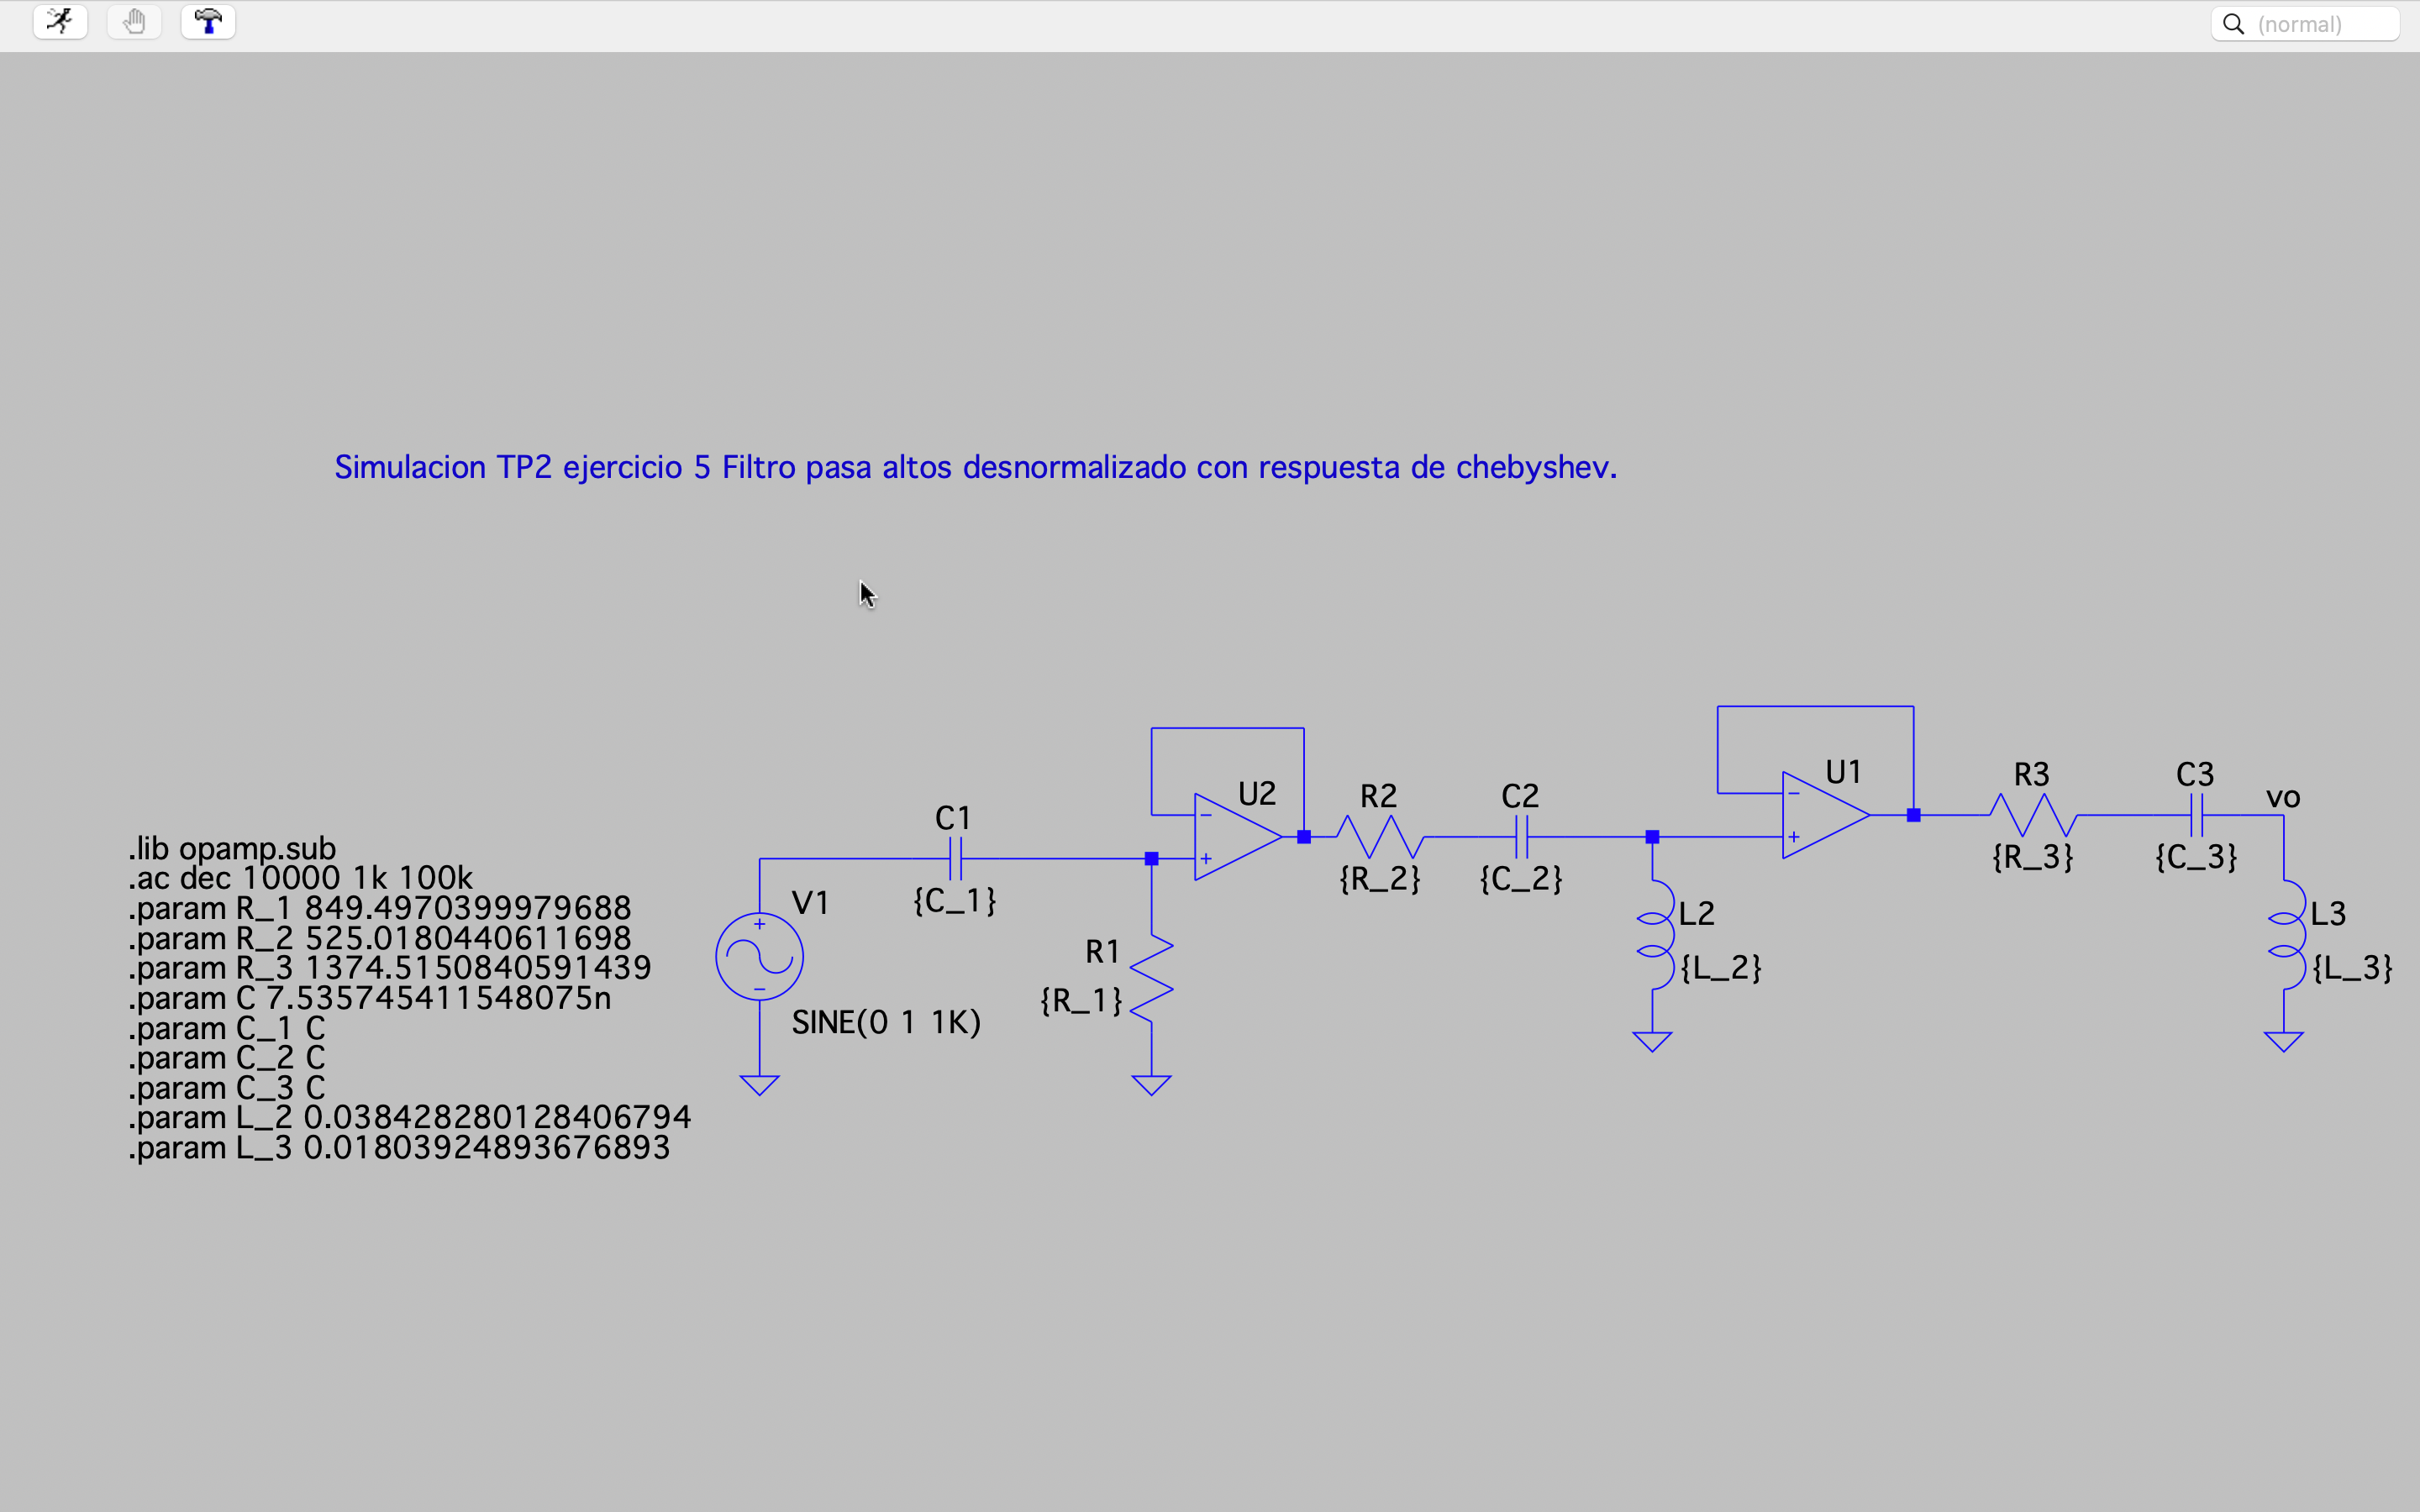 (normal)
Simulacion TP2 ejercicio 5 Filtro pasa altos desnormalizado con respuesta de chebyshev.
.lib opamp.sub
.ac dec 10000 1k 100k
.param R_1 849.4970399979688
.param R_2 525.0180440611698
.param R_3 1374.5150840591439
.param C 7.535745411548075n
.param C_1 C
.param C_2 C
.param C_3 C
.param L_2 0.038428280128406794
.param L_3 0.01803924893676893
V1
SINE(0 1 1K)
C1
{C_1}
R1
{R_1}
U2
R2
{R_2}
C2
{C_2}
L2
{L_2}
U1
R3
{R_3}
C3
{C_3}
vo
L3
{L_3}